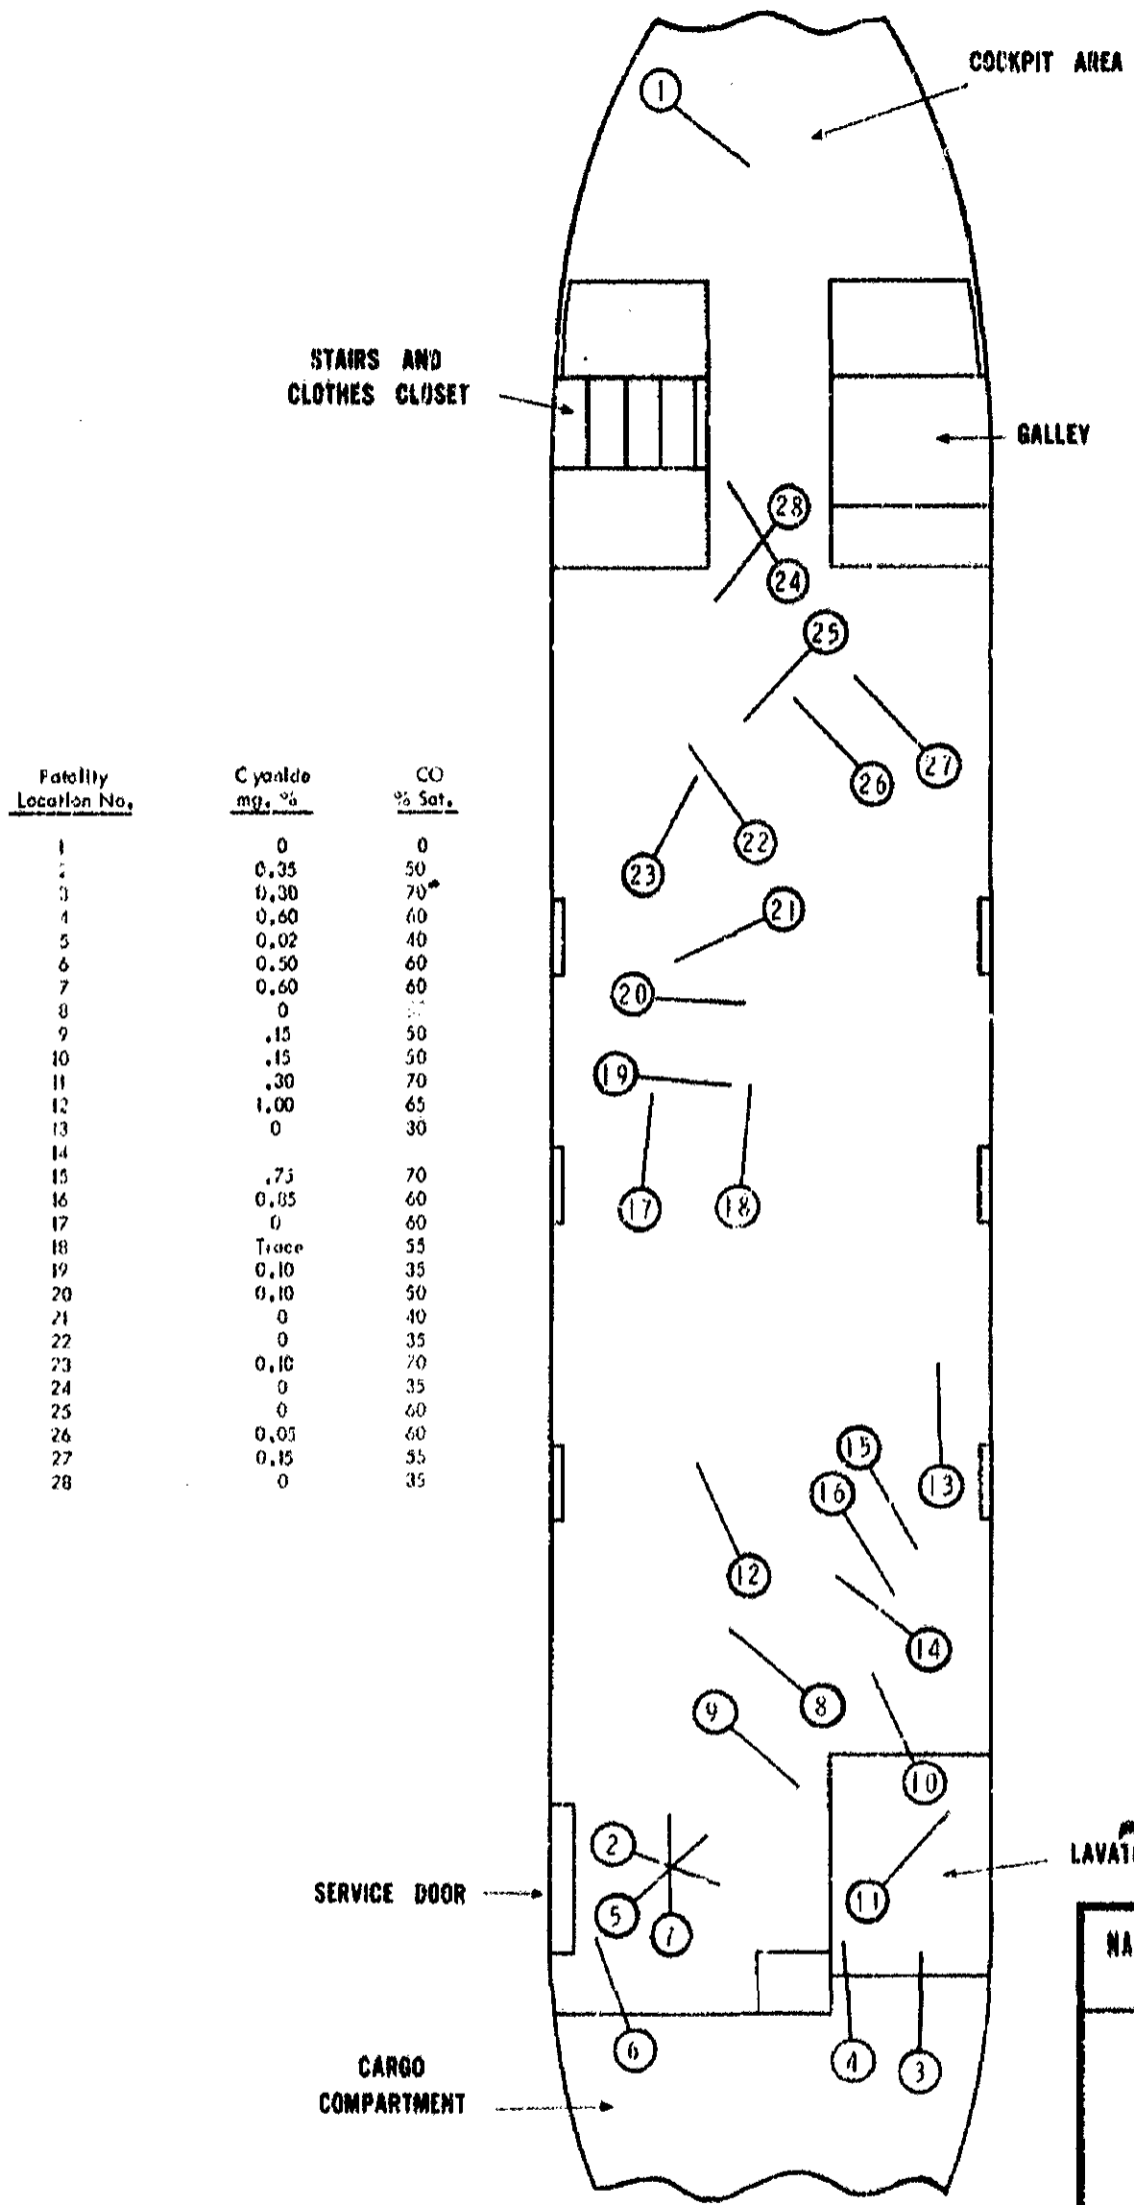 COCKPIT AREA
1
STAIRS AND
CLOTHES CLOSET
GALLEY
28
24
25
27
26
22
23
21
20
19
17
18
15
13
16
12
14
8
9
10
2
5
7
11
SERVICE DOOR
6
4
3
CARGO
COMPARTMENT
Fatality Cyanide CO
Location No. mg. % % Sat.
1 0 0
0.35 50
3 0.30 70*
4 0.60 60
5 0.02 40
6 0.50 60
7 0.60 60
8 0
9 .15 50
10 .15 50
11 .30 70
12 1.00 65
13 0 30
14
15 .75 70
16 0.85 60
17 0 60
18 Trace 55
19 0.10 35
20 0.10 50
21 0 40
22 0 35
23 0.10
24 0 35
25 0 60
26 0.05 60
27 0.15 55
28 0 35